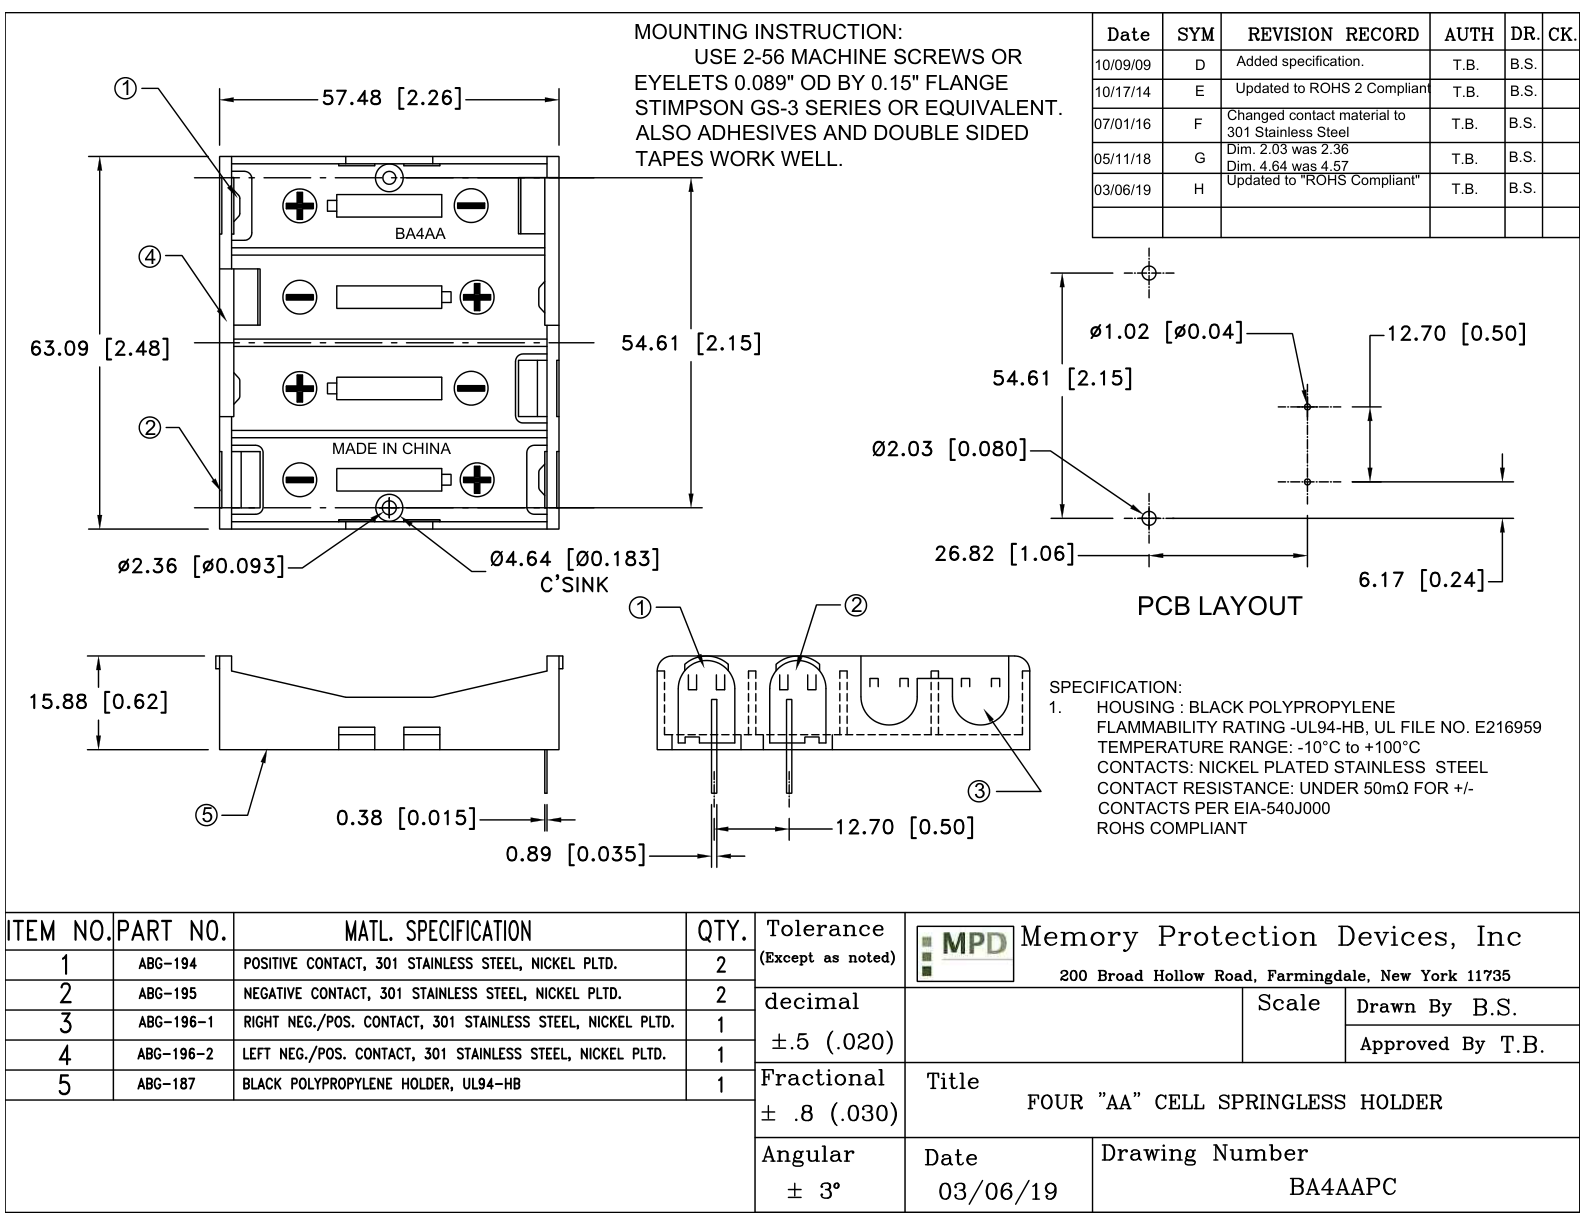 MOUNTING INSTRUCTION:
USE 2-56 MACHINE SCREWS OR
EYELETS 0.089" OD BY 0.15" FLANGE
STIMPSON GS-3 SERIES OR EQUIVALENT.
ALSO ADHESIVES AND DOUBLE SIDED
TAPES WORK WELL.
Date SYM REVISION RECORD AUTH DR. CK.
10/09/09 D Added specification. T.B. B.S.
10/17/14 E Updated to ROHS 2 Compliant T.B. B.S.
07/01/16 F Changed contact material to
301 Stainless Steel T.B. B.S.
05/11/18 G Dim. 2.03 was 2.36
Dim. 4.64 was 4.57 T.B. B.S.
03/06/19 H Updated to "ROHS Compliant" T.B. B.S.
1
57.48 [2.26]
BA4AA
4
63.09 [2.48]
54.61 [2.15]
2
MADE IN CHINA
ø2.36 [ø0.093]
Ø4.64 [Ø0.183]
C'SINK
ø1.02 [ø0.04]
12.70 [0.50]
54.61 [2.15]
Ø2.03 [0.080]
26.82 [1.06]
6.17 [0.24]
PCB LAYOUT
15.88 [0.62]
5
0.38 [0.015]
1
2
3
12.70 [0.50]
0.89 [0.035]
SPECIFICATION:
1. HOUSING : BLACK POLYPROPYLENE
FLAMMABILITY RATING -UL94-HB, UL FILE NO. E216959
TEMPERATURE RANGE: -10°C to +100°C
CONTACTS: NICKEL PLATED STAINLESS STEEL
CONTACT RESISTANCE: UNDER 50mΩ FOR +/-
CONTACTS PER EIA-540J000
ROHS COMPLIANT
ITEM NO. PART NO. MATL. SPECIFICATION QTY.
1 ABG-194 POSITIVE CONTACT, 301 STAINLESS STEEL, NICKEL PLTD. 2
2 ABG-195 NEGATIVE CONTACT, 301 STAINLESS STEEL, NICKEL PLTD. 2
3 ABG-196-1 RIGHT NEG./POS. CONTACT, 301 STAINLESS STEEL, NICKEL PLTD. 1
4 ABG-196-2 LEFT NEG./POS. CONTACT, 301 STAINLESS STEEL, NICKEL PLTD. 1
5 ABG-187 BLACK POLYPROPYLENE HOLDER, UL94-HB 1
Tolerance
(Except as noted)
decimal
±.5 (.020)
Fractional
± .8 (.030)
Angular
± 3°
MPD Memory Protection Devices, Inc
200 Broad Hollow Road, Farmingdale, New York 11735
Scale
Drawn By B.S.
Approved By T.B.
Title
FOUR "AA" CELL SPRINGLESS HOLDER
Date
03/06/19
Drawing Number
BA4AAPC